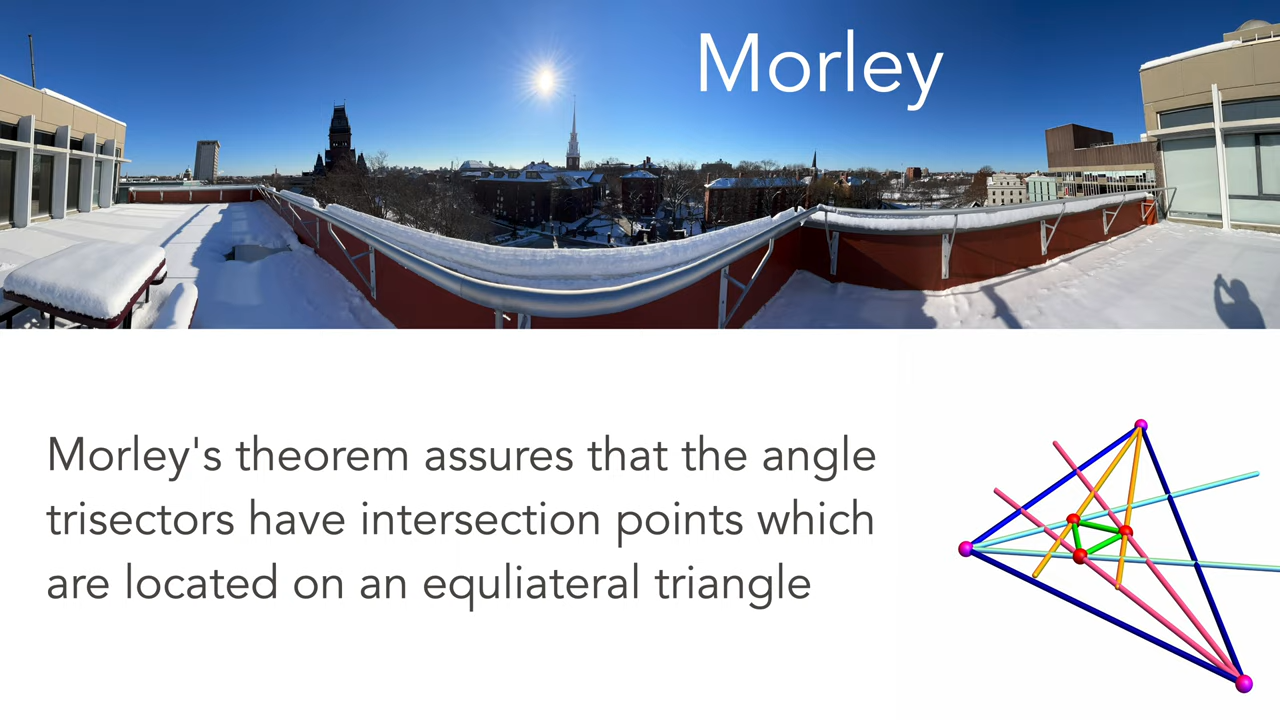 Morley
Morley's theorem assures that the angle
trisectors have intersection points which
are located on an equliateral triangle